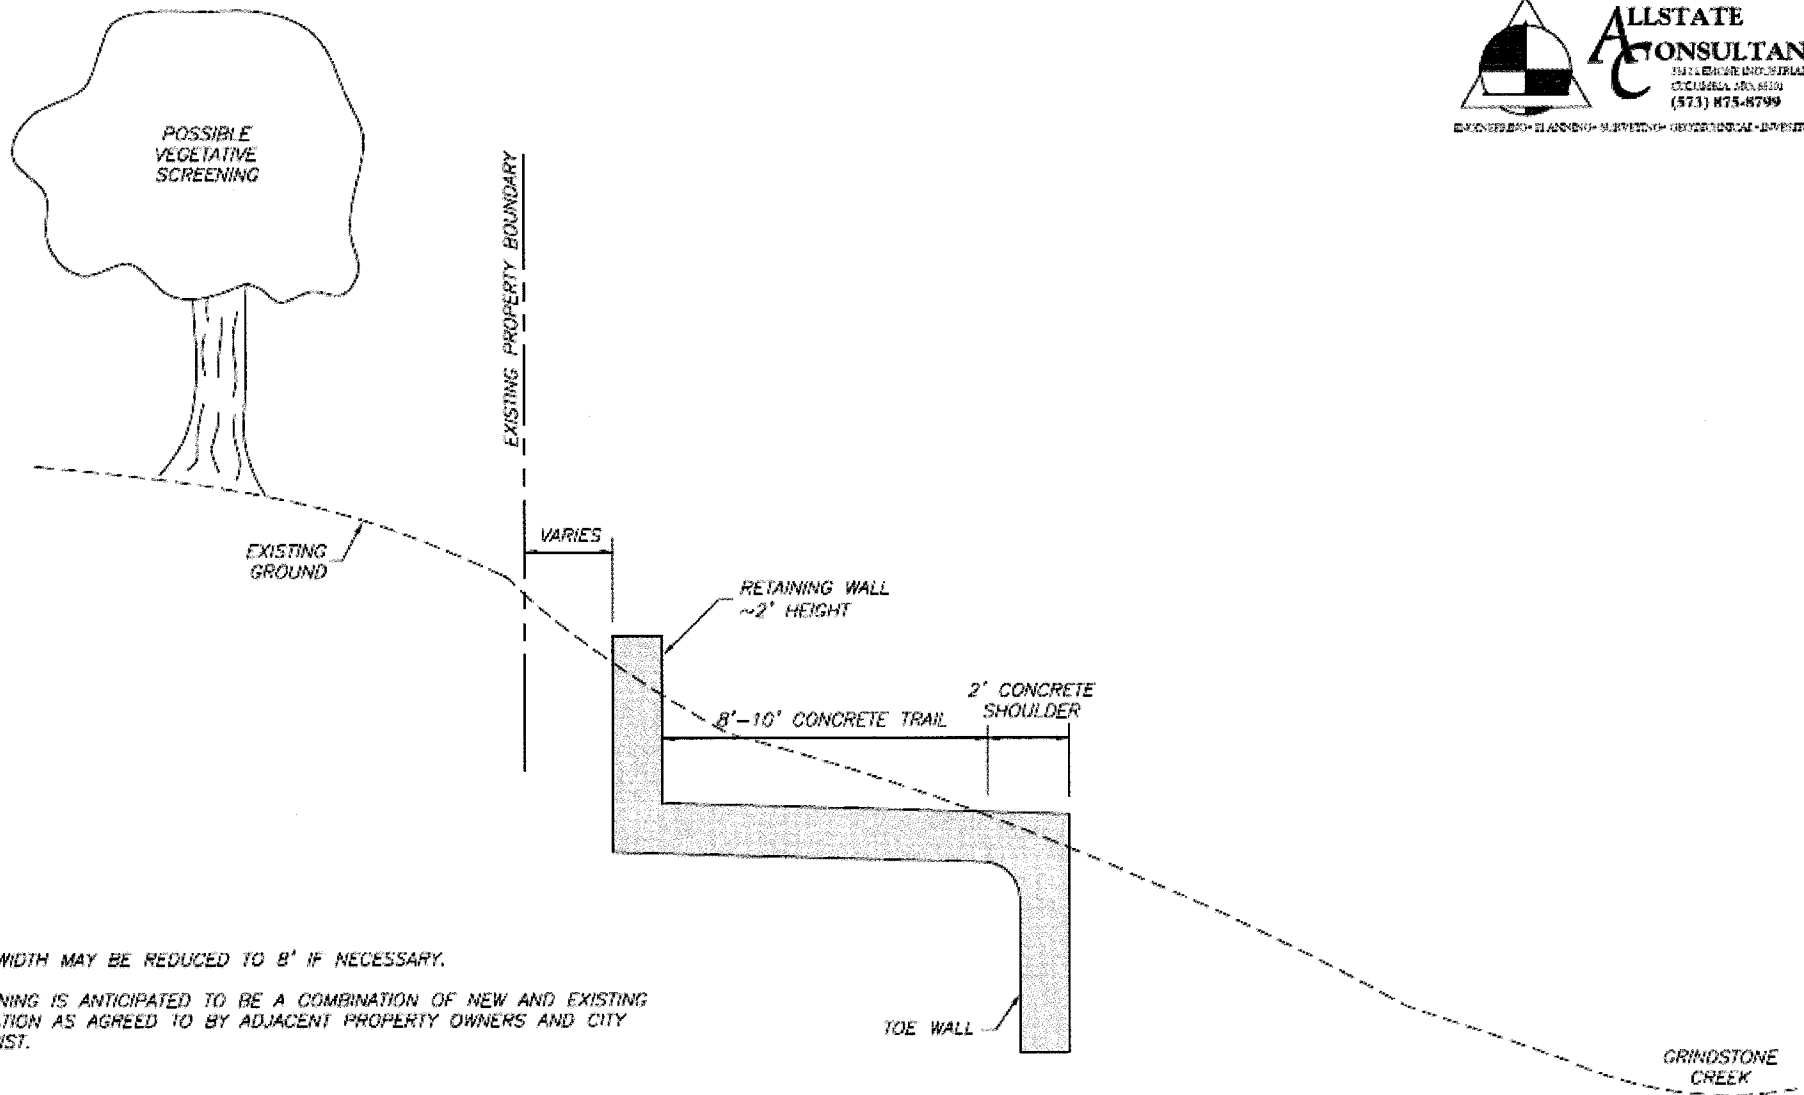 ALLSTATE
CONSULTAN
(573) 875-8799
POSSIBLE
VEGETATIVE
SCREENING
EXISTING PROPERTY BOUNDARY
VARIES
EXISTING
GROUND
RETAINING WALL
~2' HEIGHT
2' CONCRETE
SHOULDER
8'-10' CONCRETE TRAIL
WIDTH MAY BE REDUCED TO 8' IF NECESSARY.
NING IS ANTICIPATED TO BE A COMBINATION OF NEW AND EXISTING
TION AS AGREED TO BY ADJACENT PROPERTY OWNERS AND CITY
IST.
TOE WALL
GRINDSTONE
CREEK